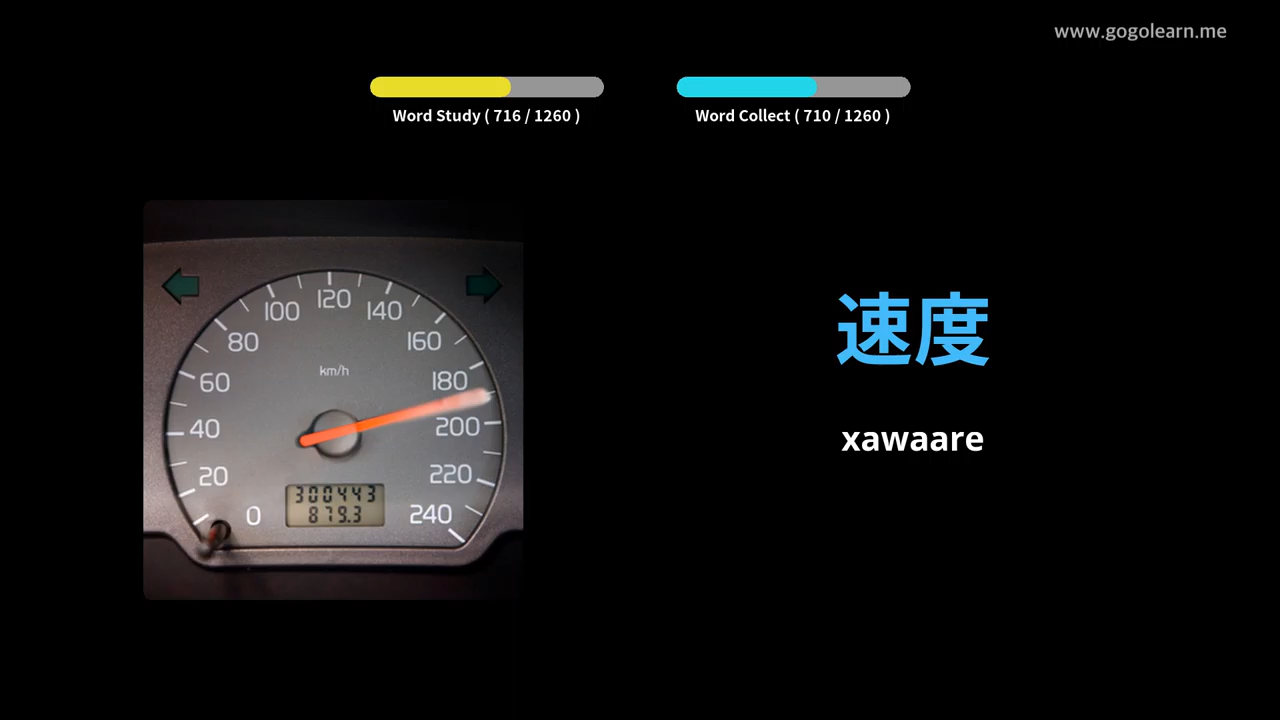 www.gogolearn.me
Word Study ( 716 / 1260 )
Word Collect ( 710 / 1260 )
0
20
40
60
80
100
120
140
160
180
200
220
240
km/h
300443
879.3
速度
xawaare